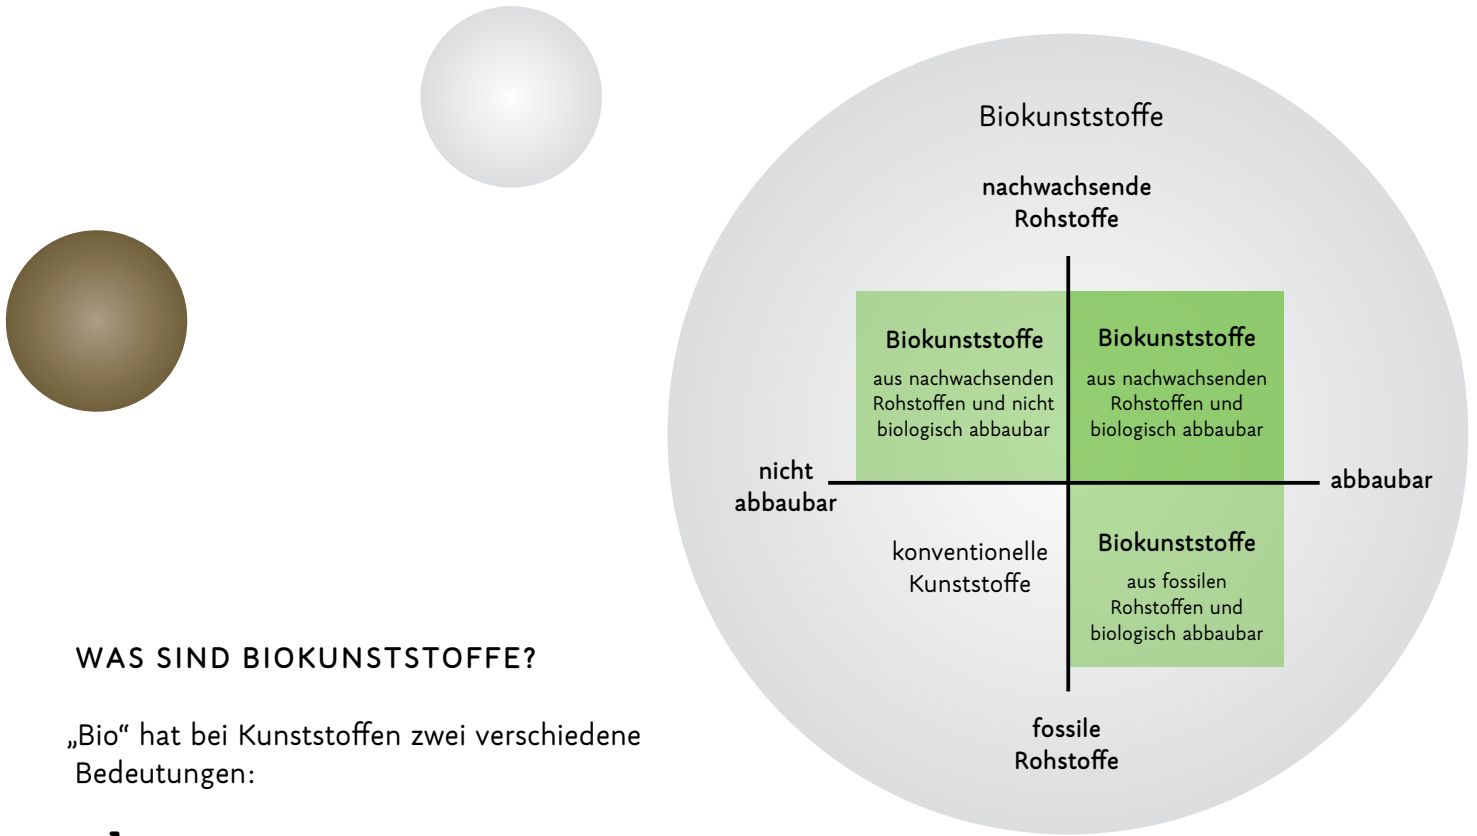 Biokunststoffe
nachwachsende
Rohstoffe
Biokunststoffe
aus nachwachsenden
Rohstoffen und nicht
biologisch abbaubar
Biokunststoffe
aus nachwachsenden
Rohstoffen und
biologisch abbaubar
nicht
abbaubar
abbaubar
konventionelle
Kunststoffe
Biokunststoffe
aus fossilen
Rohstoffen und
biologisch abbaubar
fossile
Rohstoffe
WAS SIND BIOKUNSTSTOFFE?
„Bio“ hat bei Kunststoffen zwei verschiedene
Bedeutungen: